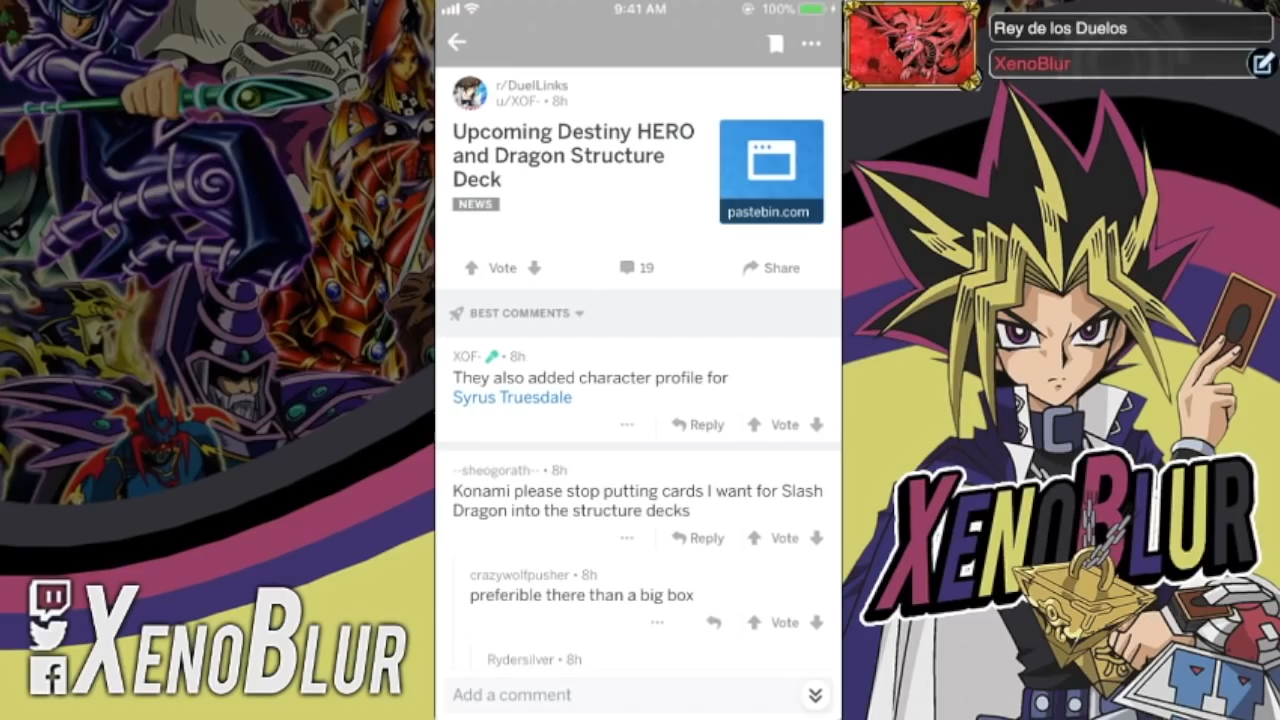 9:41 AM
100%
r/DuelLinks
u/XOF- • 8h
Upcoming Destiny HERO
and Dragon Structure
Deck
NEWS
pastebin.com
Vote
19
Share
BEST COMMENTS
XOF- • 8h
They also added character profile for
Syrus Truesdale
Reply
Vote
--sheogorath-- • 8h
Konami please stop putting cards I want for Slash
Dragon into the structure decks
Reply
Vote
crazywolfpusher • 8h
preferible there than a big box
Vote
Rydersilver • 8h
Add a comment
Rey de los Duelos
XenoBlur
XENOBLUR
XENOBLUR